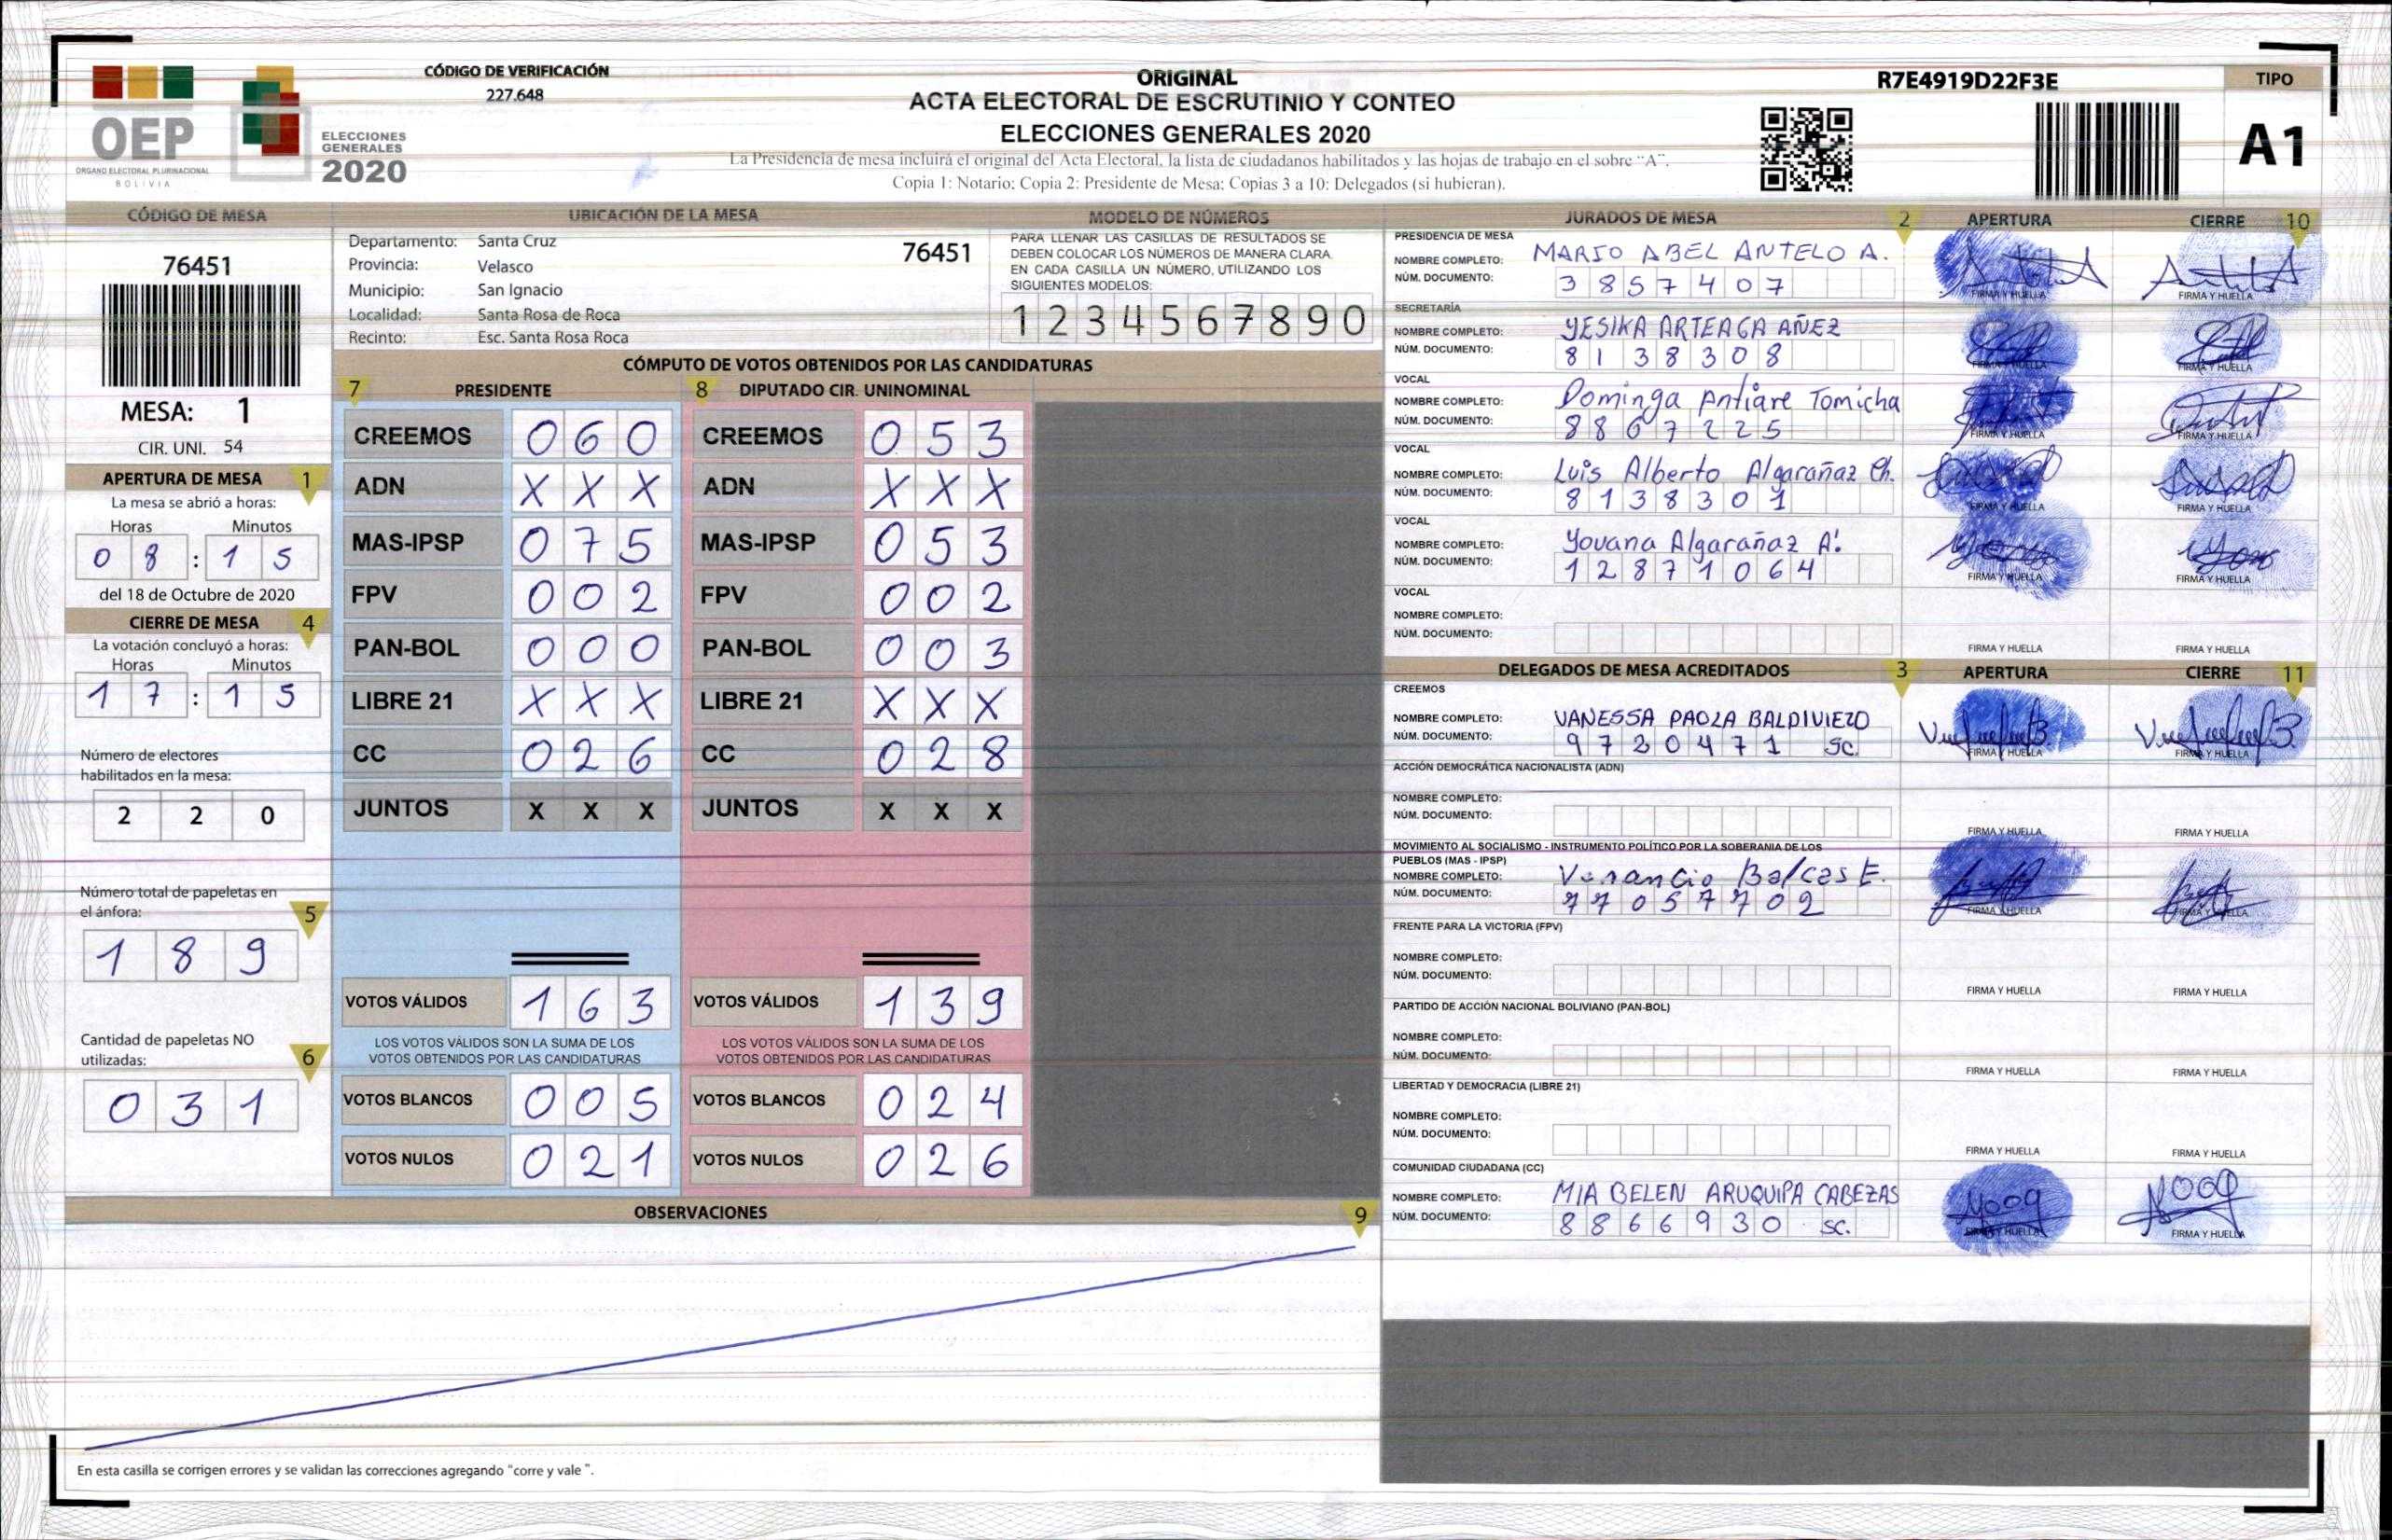 CÓDIGO DE VERIFICACIÓN
227.648
OEP
ÓRGANO ELECTORAL PLURINACIONAL
BOLIVIA
ELECCIONES
GENERALES
2020
ORIGINAL
ACTA ELECTORAL DE ESCRUTINIO Y CONTEO
ELECCIONES GENERALES 2020
La Presidencia de mesa incluirá el original del Acta Electoral, la lista de ciudadanos habilitados y las hojas de trabajo en el sobre "A".
Copia 1: Notario; Copia 2: Presidente de Mesa; Copias 3 a 10: Delegados (si hubieran).
R7E4919D22F3E
TIPO
A1
CÓDIGO DE MESA
76451
MESA: 1
CIR. UNI. 54
APERTURA DE MESA 1
La mesa se abrió a horas:
Horas Minutos
0 8 : 1 5
del 18 de Octubre de 2020
CIERRE DE MESA 4
La votación concluyó a horas:
Horas Minutos
1 7 : 1 5
Número de electores
habilitados en la mesa:
2 2 0
Número total de papeletas en
el ánfora: 5
1 8 9
Cantidad de papeletas NO
utilizadas: 6
0 3 1
UBICACIÓN DE LA MESA
Departamento: Santa Cruz 76451
Provincia: Velasco
Municipio: San Ignacio
Localidad: Santa Rosa de Roca
Recinto: Esc. Santa Rosa Roca
MODELO DE NÚMEROS
PARA LLENAR LAS CASILLAS DE RESULTADOS SE
DEBEN COLOCAR LOS NÚMEROS DE MANERA CLARA.
EN CADA CASILLA UN NÚMERO, UTILIZANDO LOS
SIGUIENTES MODELOS:
1 2 3 4 5 6 7 8 9 0
CÓMPUTO DE VOTOS OBTENIDOS POR LAS CANDIDATURAS
7 PRESIDENTE 8 DIPUTADO CIR. UNINOMINAL
CREEMOS 0 6 0 CREEMOS 0 5 3
ADN X X X ADN X X X
MAS-IPSP 0 7 5 MAS-IPSP 0 5 3
FPV 0 0 2 FPV 0 0 2
PAN-BOL 0 0 0 PAN-BOL 0 0 3
LIBRE 21 X X X LIBRE 21 X X X
CC 0 2 6 CC 0 2 8
JUNTOS X X X JUNTOS X X X
VOTOS VÁLIDOS 1 6 3 VOTOS VÁLIDOS 1 3 9
LOS VOTOS VÁLIDOS SON LA SUMA DE LOS LOS VOTOS VÁLIDOS SON LA SUMA DE LOS
VOTOS OBTENIDOS POR LAS CANDIDATURAS VOTOS OBTENIDOS POR LAS CANDIDATURAS
VOTOS BLANCOS 0 0 5 VOTOS BLANCOS 0 2 4
VOTOS NULOS 0 2 1 VOTOS NULOS 0 2 6
OBSERVACIONES 9
En esta casilla se corrigen errores y se validan las correcciones agregando "corre y vale ".
JURADOS DE MESA 2 APERTURA CIERRE 10
PRESIDENCIA DE MESA
NOMBRE COMPLETO: MARIO ABEL ANTELO A.
NÚM. DOCUMENTO: 3 8 5 7 4 0 7
FIRMA Y HUELLA FIRMA Y HUELLA
SECRETARÍA
NOMBRE COMPLETO: YESIKA ARTEAGA AÑEZ
NÚM. DOCUMENTO: 8 1 3 8 3 0 8
FIRMA Y HUELLA FIRMA Y HUELLA
VOCAL
NOMBRE COMPLETO: Dominga Antiare Tomicha
NÚM. DOCUMENTO: 8 8 6 7 2 2 5
FIRMA Y HUELLA FIRMA Y HUELLA
VOCAL
NOMBRE COMPLETO: Luis Alberto Algarañaz Ch.
NÚM. DOCUMENTO: 8 1 3 8 3 0 1
FIRMA Y HUELLA FIRMA Y HUELLA
VOCAL
NOMBRE COMPLETO: Yovana Algarañaz A.
NÚM. DOCUMENTO: 1 2 8 7 1 0 6 4
FIRMA Y HUELLA FIRMA Y HUELLA
VOCAL
NOMBRE COMPLETO:
NÚM. DOCUMENTO:
FIRMA Y HUELLA FIRMA Y HUELLA
DELEGADOS DE MESA ACREDITADOS 3 APERTURA CIERRE 11
CREEMOS
NOMBRE COMPLETO: VANESSA PAOLA BALDIVIEZO
NÚM. DOCUMENTO: 9 7 2 0 4 7 1 SC.
FIRMA Y HUELLA FIRMA Y HUELLA
ACCIÓN DEMOCRÁTICA NACIONALISTA (ADN)
NOMBRE COMPLETO:
NÚM. DOCUMENTO:
FIRMA Y HUELLA FIRMA Y HUELLA
MOVIMIENTO AL SOCIALISMO - INSTRUMENTO POLÍTICO POR LA SOBERANIA DE LOS
PUEBLOS (MAS - IPSP)
NOMBRE COMPLETO: Venancio Balcas E.
NÚM. DOCUMENTO: 7 7 0 5 7 7 0 2
FIRMA Y HUELLA FIRMA Y HUELLA
FRENTE PARA LA VICTORIA (FPV)
NOMBRE COMPLETO:
NÚM. DOCUMENTO:
FIRMA Y HUELLA FIRMA Y HUELLA
PARTIDO DE ACCIÓN NACIONAL BOLIVIANO (PAN-BOL)
NOMBRE COMPLETO:
NÚM. DOCUMENTO:
FIRMA Y HUELLA FIRMA Y HUELLA
LIBERTAD Y DEMOCRACIA (LIBRE 21)
NOMBRE COMPLETO:
NÚM. DOCUMENTO:
FIRMA Y HUELLA FIRMA Y HUELLA
COMUNIDAD CIUDADANA (CC)
NOMBRE COMPLETO: MIA BELEN ARUQUIPA CABEZAS
NÚM. DOCUMENTO: 8 8 6 6 9 3 0 SC.
FIRMA Y HUELLA FIRMA Y HUELLA